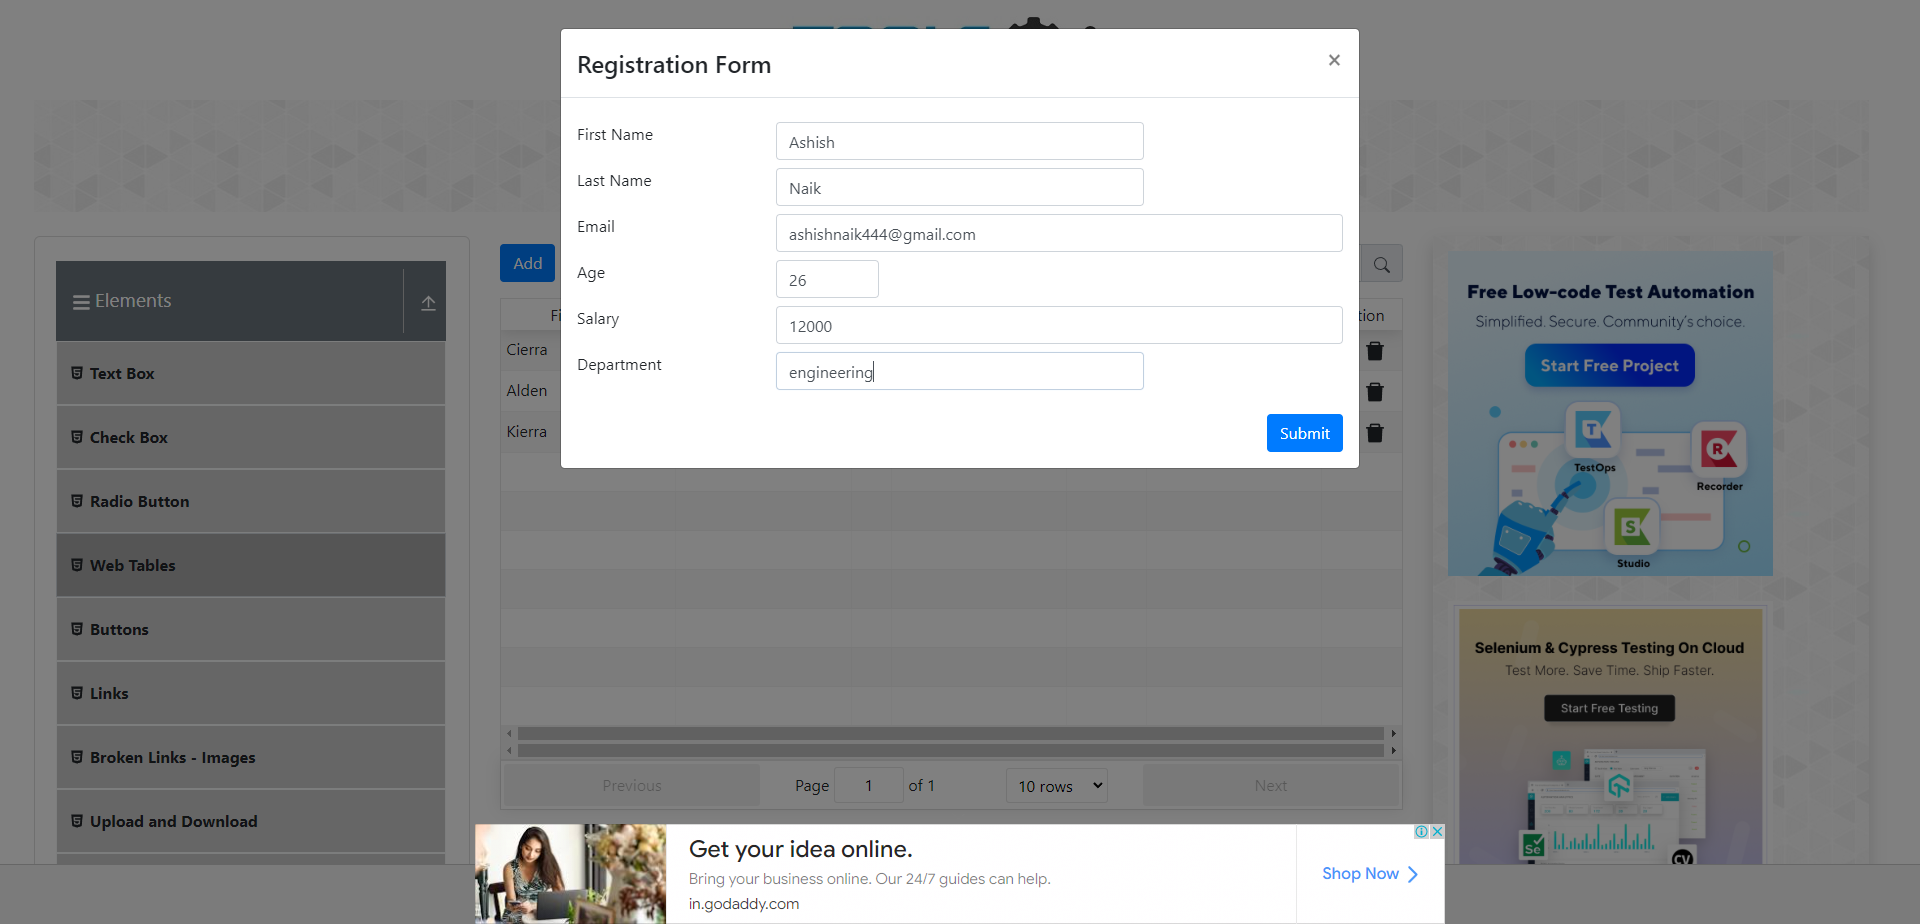 Registration Form
×
First Name
Ashish
Last Name
Naik
Email
ashishnaik444@gmail.com
Age
26
Salary
12000
Department
engineering
Submit
Elements
Text Box
Check Box
Radio Button
Web Tables
Buttons
Links
Broken Links - Images
Upload and Download
Add
Fi
tion
Cierra
Alden
Kierra
Previous
Page 1 of 1
10 rows
Next
Free Low-code Test Automation
Simplified. Secure. Community's choice.
Start Free Project
T
TestOps
R
Recorder
S
Studio
Selenium & Cypress Testing On Cloud
Test More. Save Time. Ship Faster.
Start Free Testing
Se
CV
Get your idea online.
Bring your business online. Our 24/7 guides can help.
in.godaddy.com
Shop Now